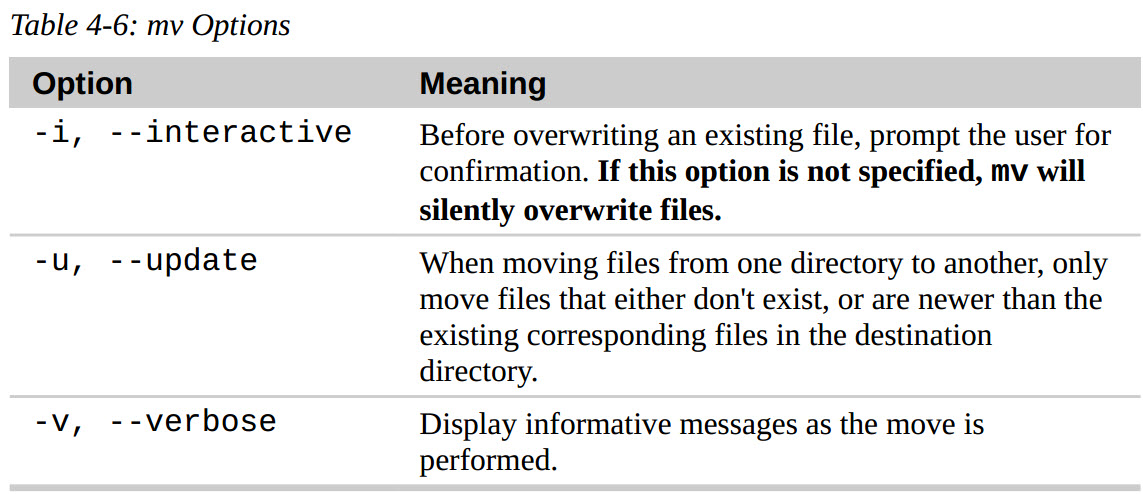 Table 4-6: mv Options
Option Meaning
-i, --interactive Before overwriting an existing file, prompt the user for
confirmation. If this option is not specified, mv will
silently overwrite files.
-u, --update When moving files from one directory to another, only
move files that either don't exist, or are newer than the
existing corresponding files in the destination
directory.
-v, --verbose Display informative messages as the move is
performed.